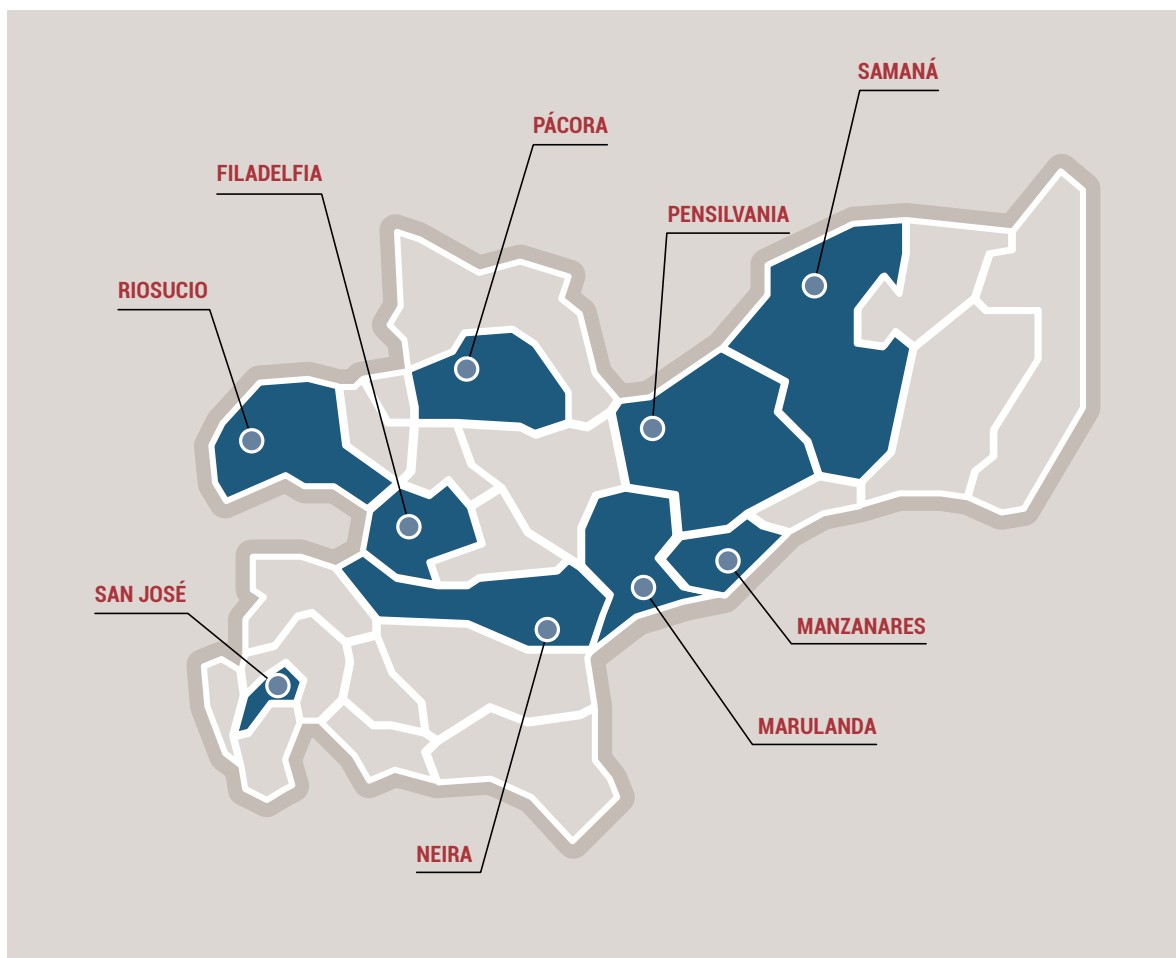 SAMANÁ
PÁCORA
FILADELFIA
PENSILVANIA
RIOSUCIO
SAN JOSÉ
MANZANARES
MARULANDA
NEIRA